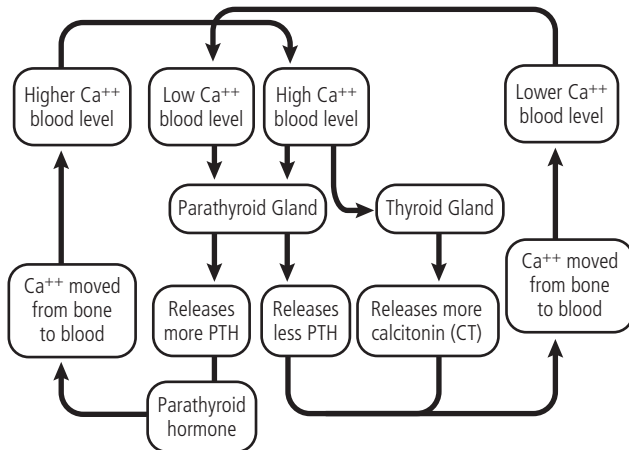 Higher Ca⁺⁺
blood level
Low Ca⁺⁺
blood level
High Ca⁺⁺
blood level
Lower Ca⁺⁺
blood level
Parathyroid Gland
Thyroid Gland
Ca⁺⁺ moved
from bone
to blood
Releases
more PTH
Releases
less PTH
Releases more
calcitonin (CT)
Ca⁺⁺ moved
from bone
to blood
Parathyroid
hormone